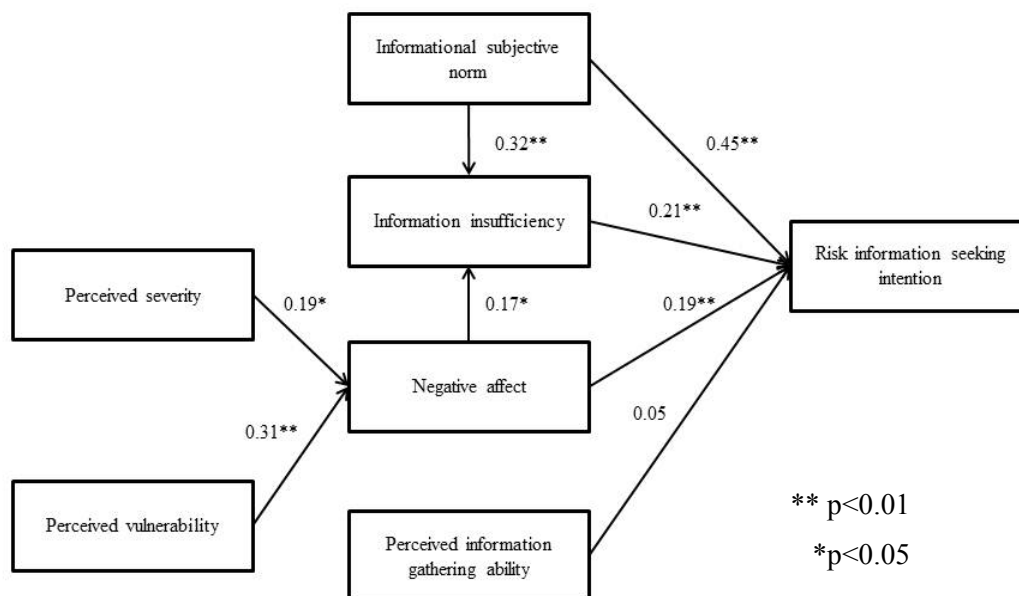 Informational subjective
norm
0.32**
0.45**
Information insufficiency
0.21**
Risk information seeking
intention
Perceived severity
0.19*
0.17*
0.19**
Negative affect
0.31**
0.05
Perceived vulnerability
Perceived information
gathering ability
** p<0.01
*p<0.05